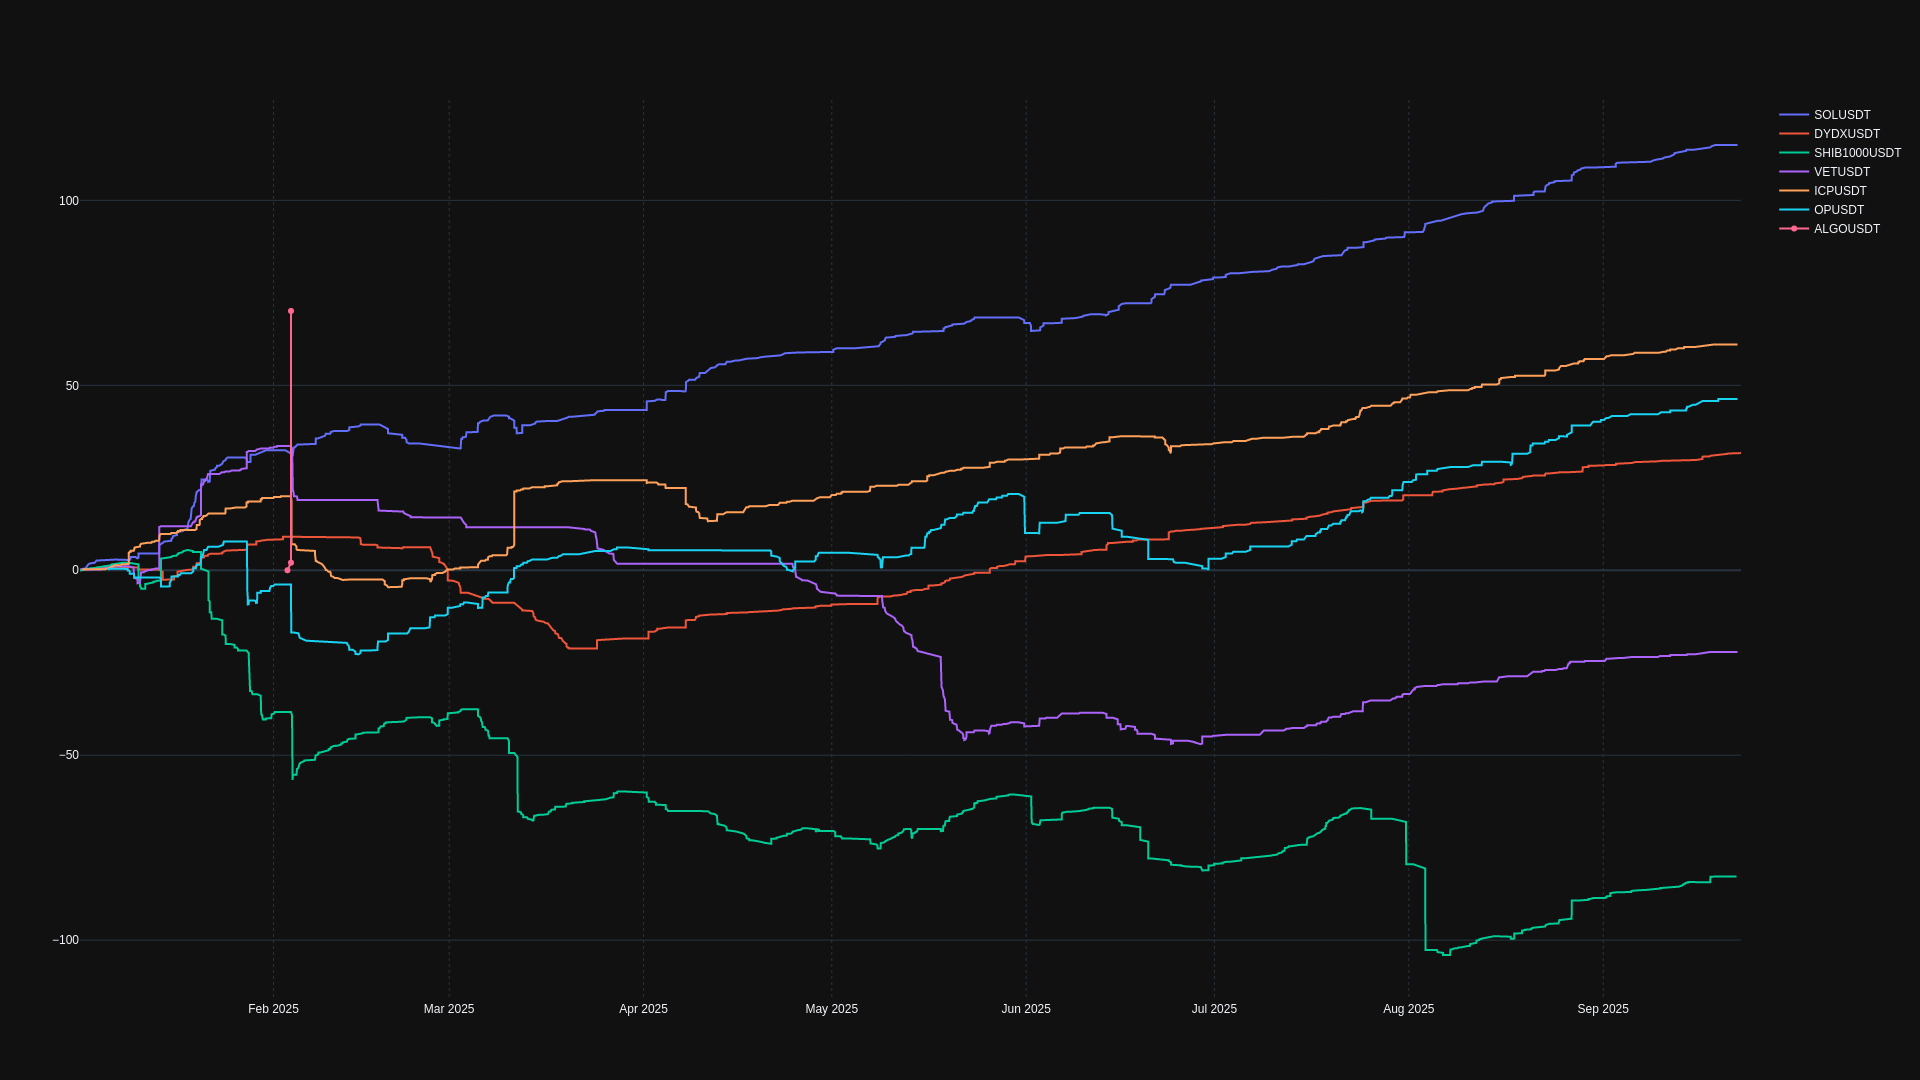 SOLUSDT
DYDXUSDT
SHIB1000USDT
VETUSDT
ICPUSDT
OPUSDT
ALGOUSDT
100
50
0
−50
−100
Feb 2025
Mar 2025
Apr 2025
May 2025
Jun 2025
Jul 2025
Aug 2025
Sep 2025